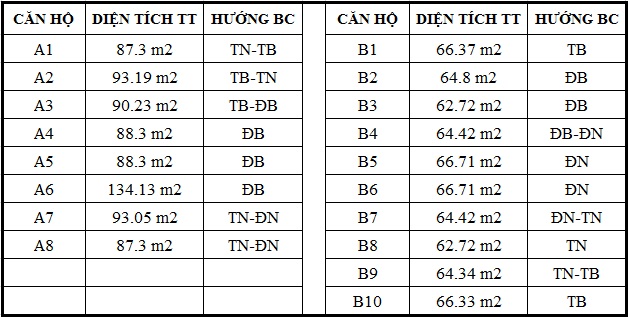 CĂN HỘ DIỆN TÍCH TT HƯỚNG BC CĂN HỘ DIỆN TÍCH TT HƯỚNG BC
A1 87.3 m2 TN-TB B1 66.37 m2 TB
A2 93.19 m2 TB-TN B2 64.8 m2 ĐB
A3 90.23 m2 TB-ĐB B3 62.72 m2 ĐB
A4 88.3 m2 ĐB B4 64.42 m2 ĐB-ĐN
A5 88.3 m2 ĐB B5 66.71 m2 ĐN
A6 134.13 m2 ĐB B6 66.71 m2 ĐN
A7 93.05 m2 TN-ĐN B7 64.42 m2 ĐN-TN
A8 87.3 m2 TN-ĐN B8 62.72 m2 TN
B9 64.34 m2 TN-TB
B10 66.33 m2 TB